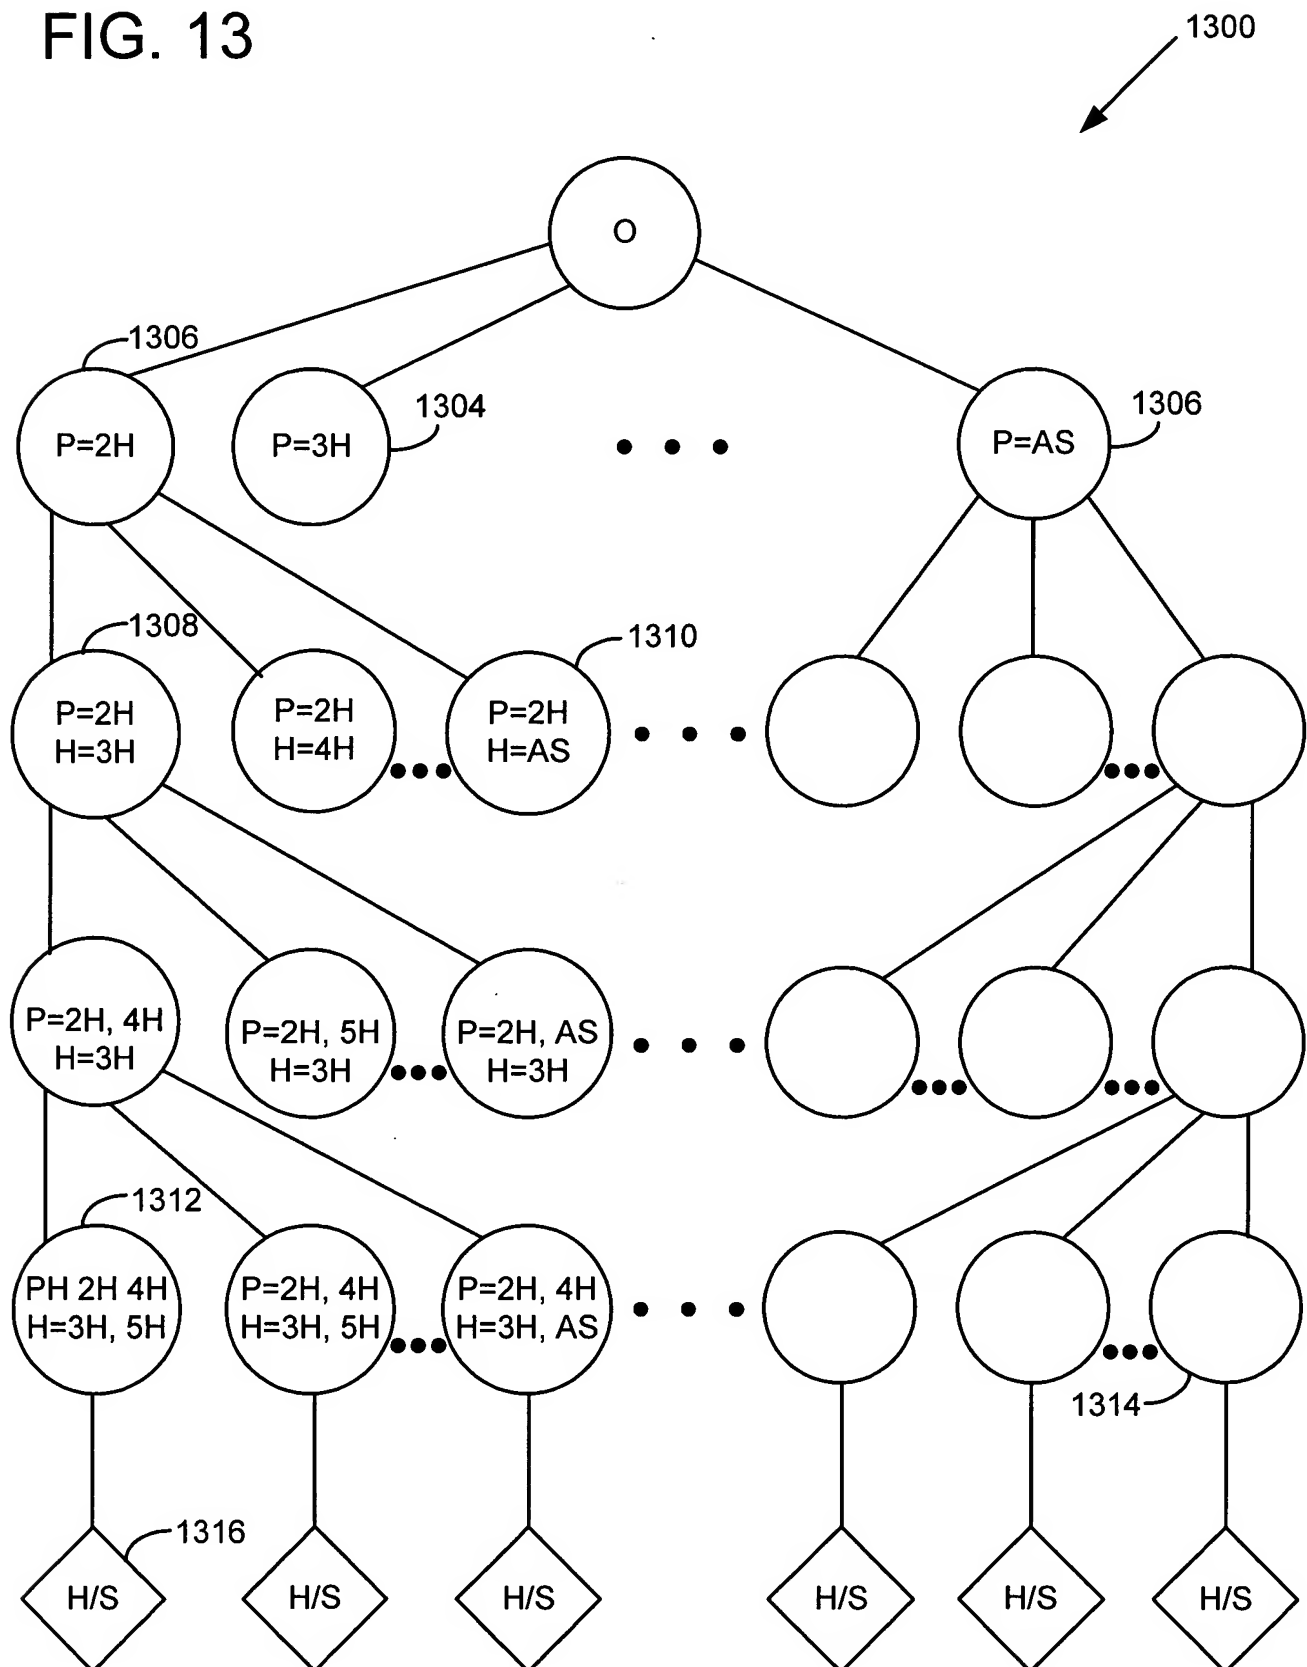 FIG. 13
1300
O
1306
1304
1306
P=2H
P=3H
P=AS
1308
1310
P=2H
H=3H
P=2H
H=4H
P=2H
H=AS
P=2H, 4H
H=3H
P=2H, 5H
H=3H
P=2H, AS
H=3H
1312
PH 2H 4H
H=3H, 5H
P=2H, 4H
H=3H, 5H
P=2H, 4H
H=3H, AS
1314
1316
H/S
H/S
H/S
H/S
H/S
H/S